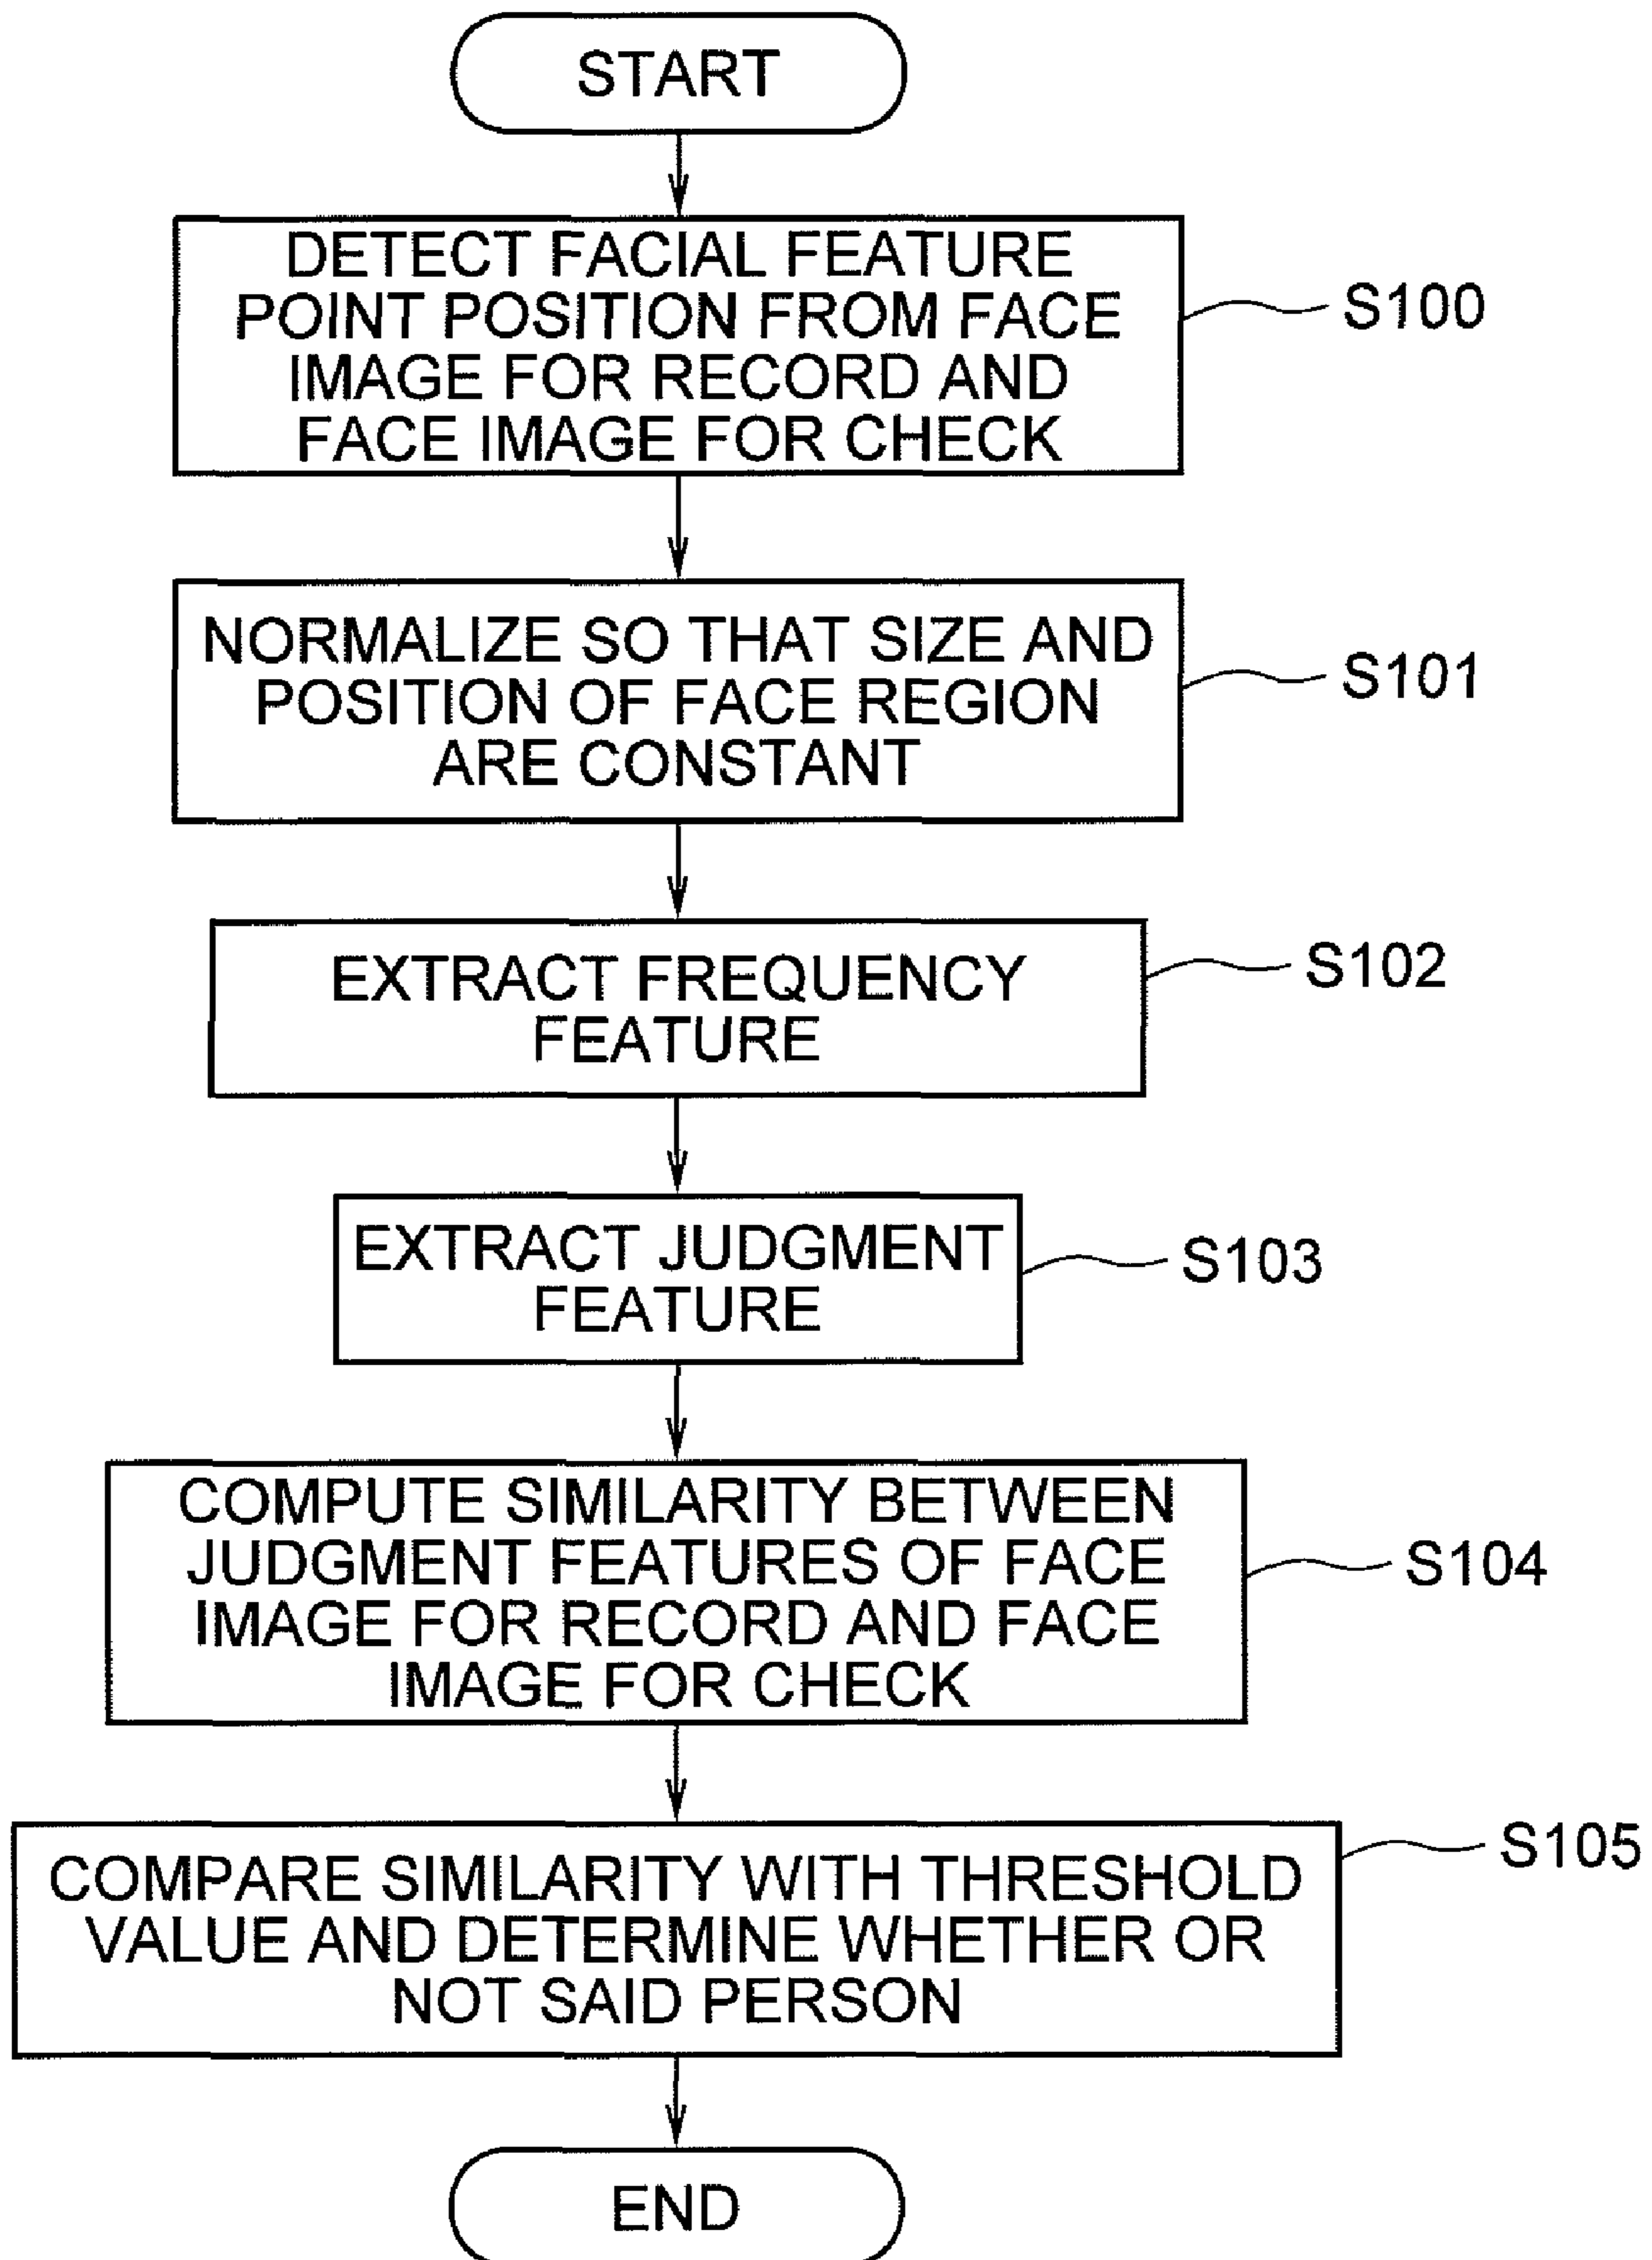 START
DETECT FACIAL FEATURE
POINT POSITION FROM FACE
IMAGE FOR RECORD AND
FACE IMAGE FOR CHECK
S100
NORMALIZE SO THAT SIZE AND
POSITION OF FACE REGION
ARE CONSTANT
S101
EXTRACT FREQUENCY
FEATURE
S102
EXTRACT JUDGMENT
FEATURE
S103
COMPUTE SIMILARITY BETWEEN
JUDGMENT FEATURES OF FACE
IMAGE FOR RECORD AND FACE
IMAGE FOR CHECK
S104
COMPARE SIMILARITY WITH THRESHOLD
VALUE AND DETERMINE WHETHER OR
NOT SAID PERSON
S105
END